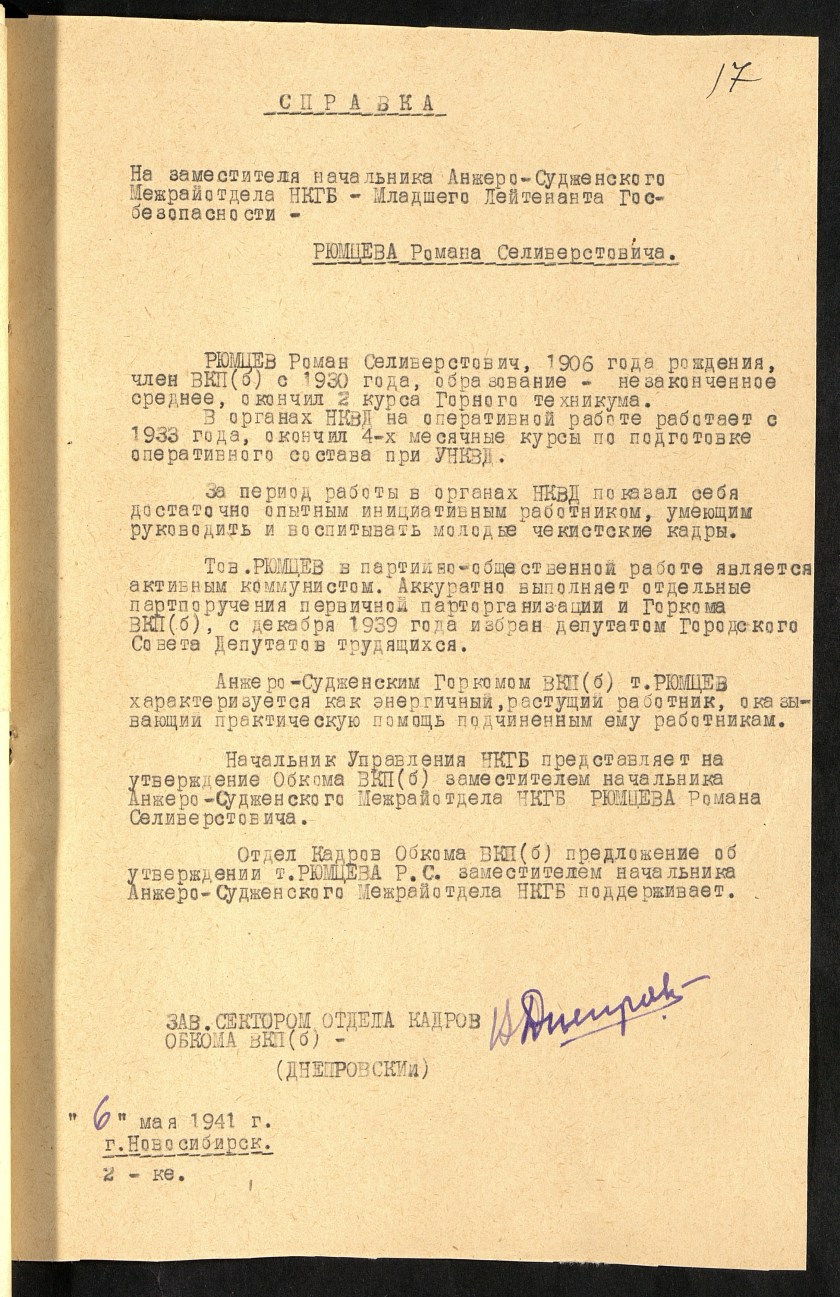 17
СПРАВКА
На заместителя начальника Анжеро-Судженского
Межрайотдела НКГБ - Младшего Лейтенанта Гос-
безопасности -
РЮМЦЕВА Романа Селиверстовича.
РЮМЦЕВ Роман Селиверстович, 1906 года рождения,
член ВКП(б) с 1930 года, образование - незаконченное
среднее, окончил 2 курса Горного техникума.
В органах НКВД на оперативной работе работает с
1933 года, окончил 4-х месячные курсы по подготовке
оперативного состава при УНКВД.
За период работы в органах НКВД показал себя
достаточно опытным инициативным работником, умеющим
руководить и воспитывать молодые чекистские кадры.
Тов.РЮМЦЕВ в партийно-общественной работе является
активным коммунистом. Аккуратно выполняет отдельные
партпоручения первичной парторганизации и Горкома
ВКП(б), с декабря 1939 года избран депутатом Городского
Совета Депутатов трудящихся.
Анжеро-Судженским Горкомом ВКП(б) т.РЮМЦЕВ
характеризуется как энергичный,растущий работник, оказы-
вающий практическую помощь подчиненным ему работникам.
Начальник Управления НКГБ представляет на
утверждение Обкома ВКП(б) заместителем начальника
Анжеро-Судженского Межрайотдела НКГБ РЮМЦЕВА Романа
Селиверстовича.
Отдел Кадров Обкома ВКП(б) предложение об
утверждении т.РЮМЦЕВА Р.С. заместителем начальника
Анжеро-Судженского Межрайотдела НКГБ поддерживает.
ЗАВ.СЕКТОРОМ ОТДЕЛА КАДРОВ
ОБКОМА ВКП(б) -
(ДНЕПРОВСКИй)
"6" мая 1941 г.
г.Новосибирск.
2 - ке.